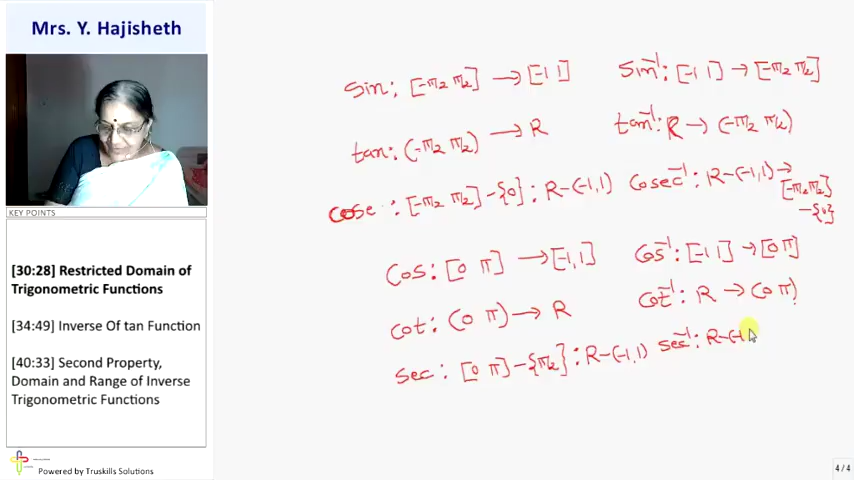 Mrs. Y. Hajisheth
KEY POINTS
[30:28] Restricted Domain of
Trigonometric Functions
[34:49] Inverse Of tan Function
[40:33] Second Property,
Domain and Range of Inverse
Trigonometric Functions
Powered by Truskills Solutions
sin: [-π/2 π/2] → [-1 1]
sin⁻¹: [-1 1] → [-π/2 π/2]
tan: (-π/2 π/2) → R
tan⁻¹: R → (-π/2 π/2)
cose: [-π/2 π/2] - {0} : R-(-1,1)
cosec⁻¹: R-(-1,1) →
[-π/2 π/2]
-{0}
cos: [0 π] → [-1,1]
cos⁻¹: [-1 1] → [0 π]
cot: (0 π) → R
cot⁻¹: R → (0 π)
sec: [0 π] - {π/2} : R-(-1,1)
sec⁻¹: R-(-1
4/4